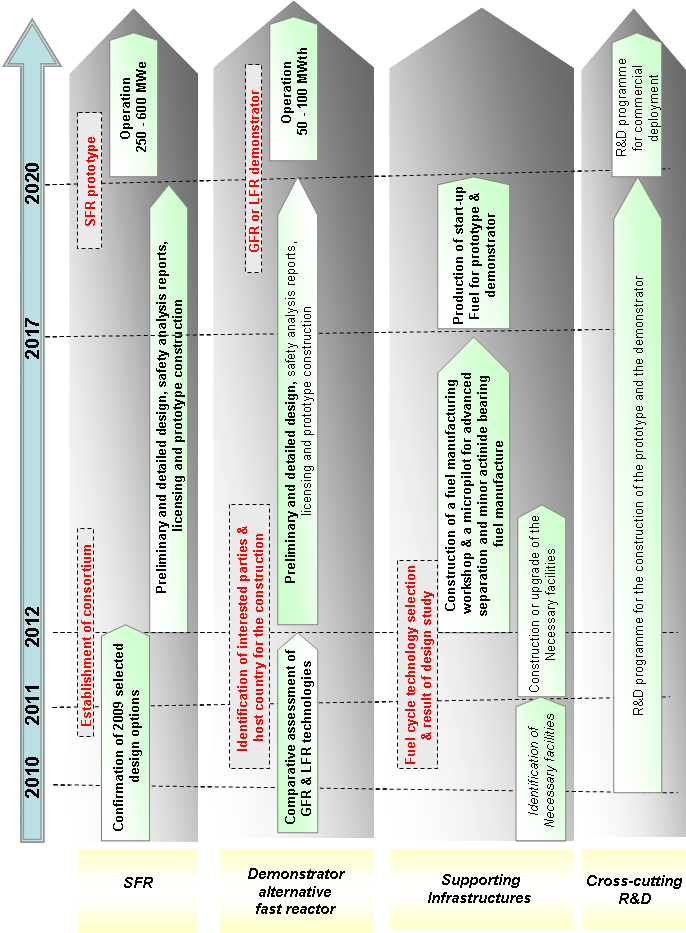 2020
2017
2012
2011
2010
Operation
250 - 600 MWe
SFR prototype
Preliminary and detailed design, safety analysis reports,
licensing and prototype construction
Establishment of consortium
Confirmation of 2009 selected
design options
SFR
Operation
50 - 100 MWth
GFR or LFR demonstrator
Preliminary and detailed design, safety analysis reports,
licensing and prototype construction
Identification of interested parties &
host country for the construction
Comparative assessment of
GFR & LFR technologies
Demonstrator
alternative
fast reactor
Production of start-up
Fuel for prototype &
demonstrator
Construction of a fuel manufacturing
workshop & a micropilot for advanced
separation and minor actinide bearing
fuel manufacture
Fuel cycle technology selection
& result of design study
Construction or upgrade of the
Necessary facilities
Identification of
Necessary facilities
Supporting
Infrastructures
R&D programme
for commercial
deployment
R&D programme for the construction of the prototype and the demonstrator
Cross-cutting
R&D